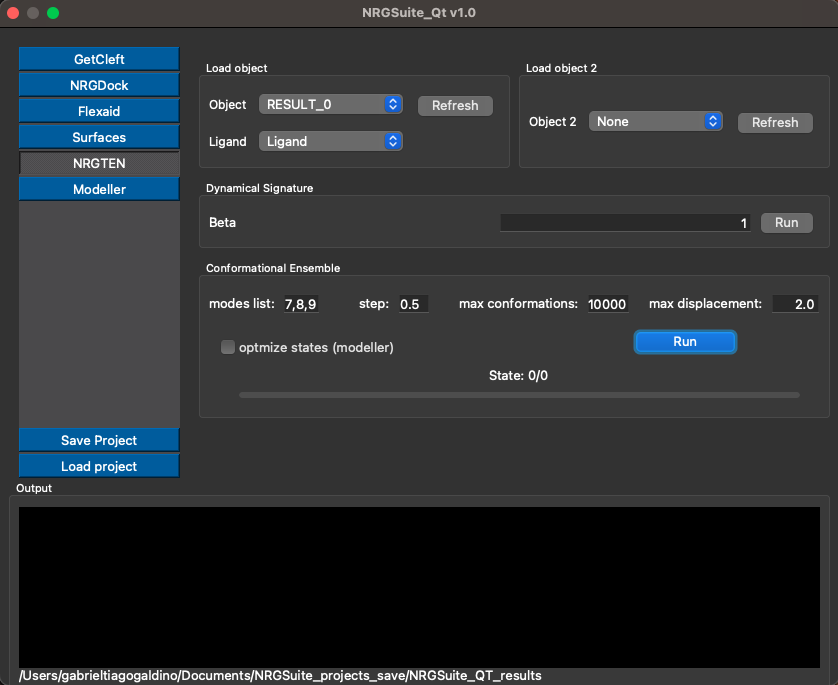 NRGSuite_Qt v1.0
GetCleft
NRGDock
Flexaid
Surfaces
NRGTEN
Modeller
Save Project
Load project
Load object
Object RESULT_0 Refresh
Ligand Ligand
Load object 2
Object 2 None Refresh
Dynamical Signature
Beta 1 Run
Conformational Ensemble
modes list: 7,8,9 step: 0.5 max conformations: 10000 max displacement: 2.0
optmize states (modeller) Run
State: 0/0
Output
/Users/gabrieltiagogaldino/Documents/NRGSuite_projects_save/NRGSuite_QT_results